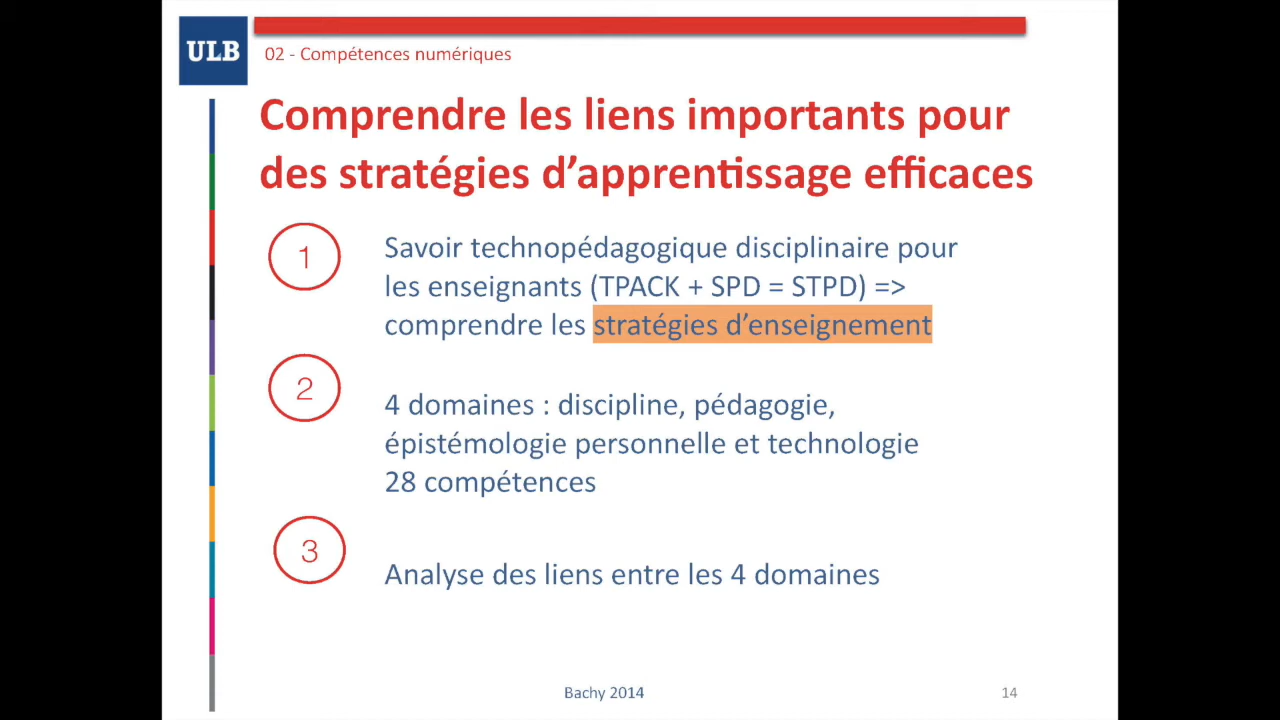 ULB
02 - Compétences numériques
Comprendre les liens importants pour
des stratégies d’apprentissage efficaces
1
Savoir technopédagogique disciplinaire pour
les enseignants (TPACK + SPD = STPD) =>
comprendre les stratégies d’enseignement
2
4 domaines : discipline, pédagogie,
épistémologie personnelle et technologie
28 compétences
3
Analyse des liens entre les 4 domaines
Bachy 2014
14